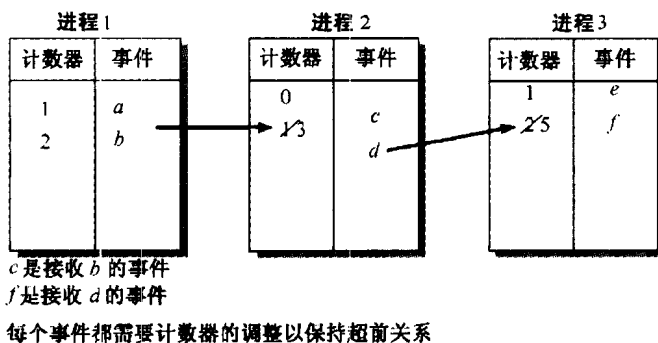 进程1 进程 2 进程3
计数器 事件 计数器 事件 计数器 事件
1 a 0 c 1 e
2 b 1/3 d 2/5 f
c是接收 b 的事件
f是接收 d 的事件
每个事件都需要计数器的调整以保持超前关系